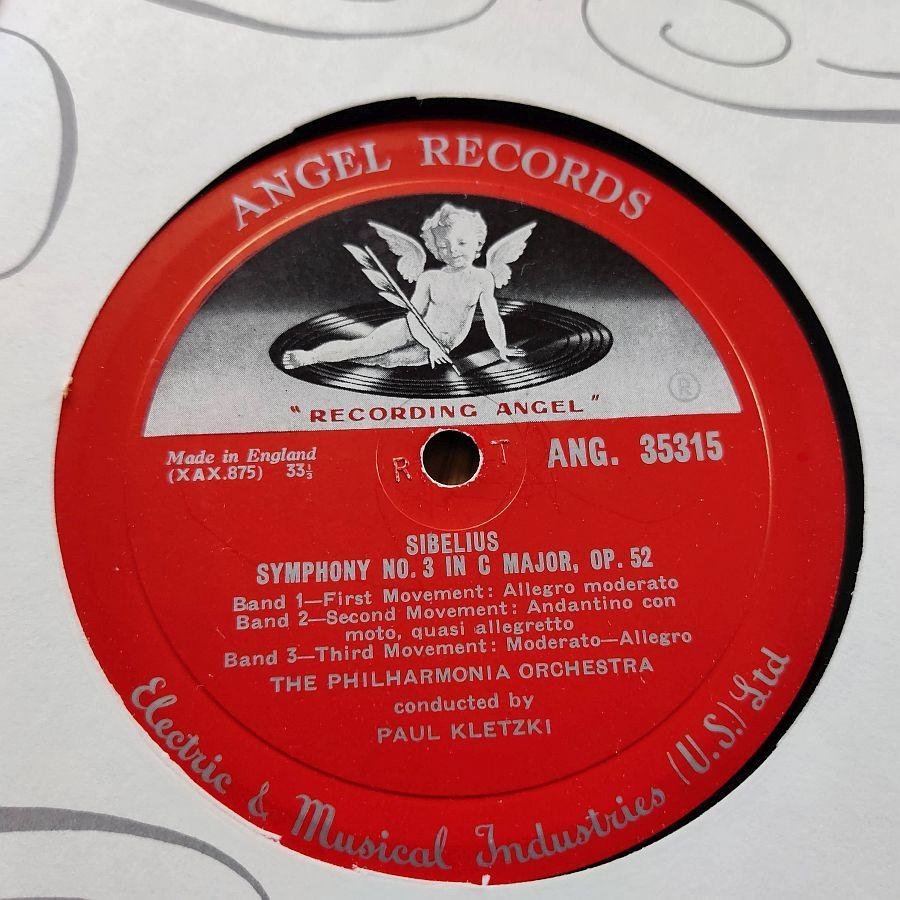 ANGEL RECORDS
"RECORDING ANGEL"
®
Made in England
(XAX.875) 33⅓
R T
ANG. 35315
SIBELIUS
SYMPHONY NO. 3 IN C MAJOR, OP. 52
Band 1—First Movement: Allegro moderato
Band 2—Second Movement: Andantino con
moto, quasi allegretto
Band 3—Third Movement: Moderato—Allegro
THE PHILHARMONIA ORCHESTRA
conducted by
PAUL KLETZKI
Electric & Musical Industries (U.S.) Ltd